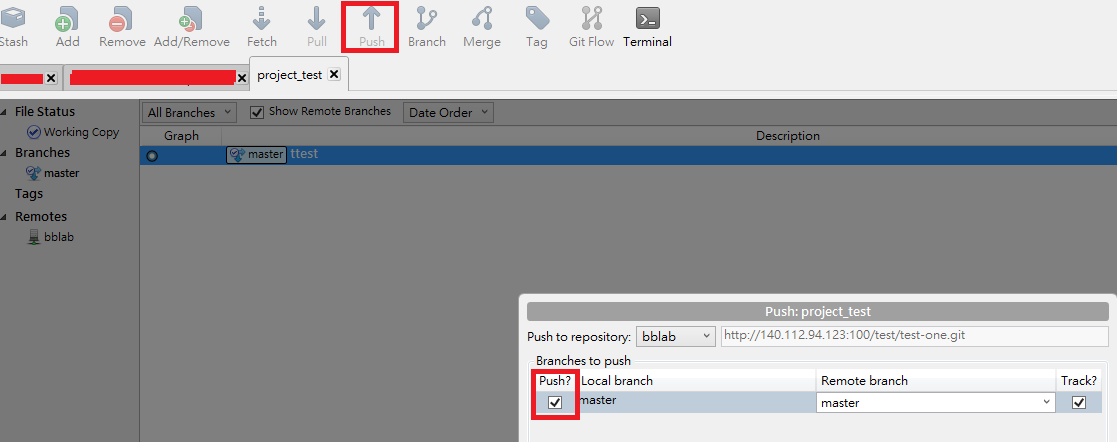 Stash Add Remove Add/Remove Fetch Pull Push Branch Merge Tag Git Flow Terminal
project_test
File Status
Working Copy
Branches
master
Tags
Remotes
bblab
All Branches Show Remote Branches Date Order
Graph Description
master ttest
Push: project_test
Push to repository: bblab http://140.112.94.123:100/test/test-one.git
Branches to push
Push? Local branch Remote branch Track?
master master